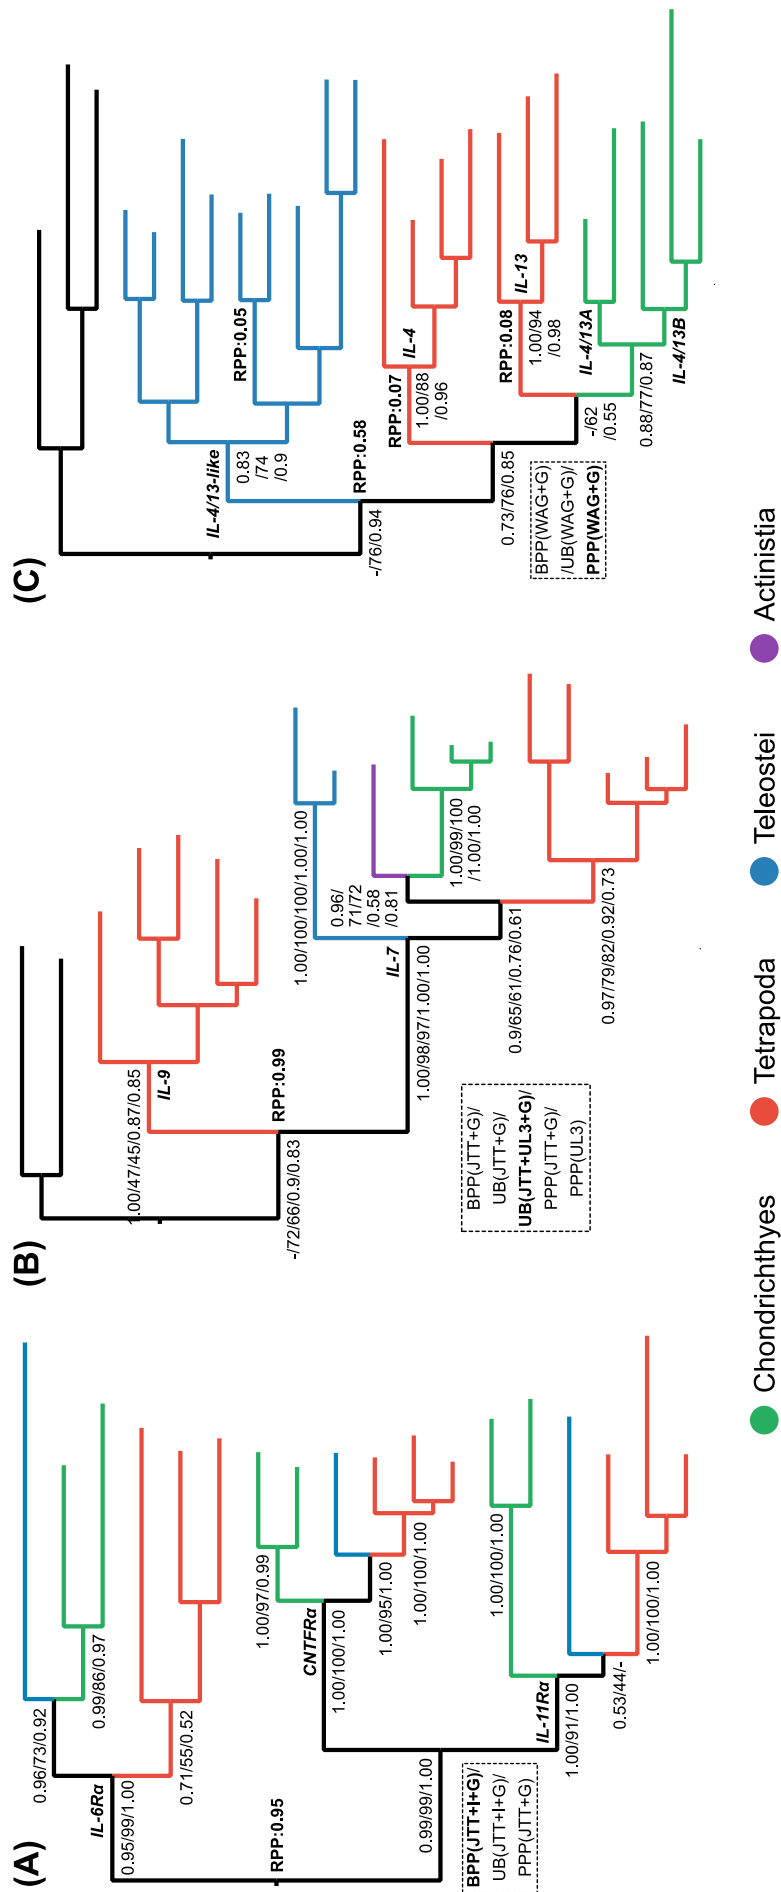 (A)
0.96/73/0.92
0.99/86/0.97
IL-6Rα
0.95/99/1.00
0.71/55/0.52
RPP:0.95
1.00/97/0.99
CNTFRα
1.00/100/1.00
1.00/95/1.00
1.00/100/1.00
0.99/99/1.00
1.00/100/1.00
IL-11Rα
1.00/91/1.00
0.53/44/-
1.00/100/1.00
BPP(JTT+I+G)/
UB(JTT+I+G)/
PPP(JTT+G)
(B)
1.00/47/45/0.87/0.85
IL-9
RPP:0.99
-/72/66/0.9/0.83
1.00/100/100/1.00/1.00
0.96/
71/72
/0.58
/0.81
IL-7
1.00/98/97/1.00/1.00
1.00/99/100
/1.00/1.00
0.9/65/61/0.76/0.61
0.97/79/82/0.92/0.73
BPP(JTT+G)/
UB(JTT+G)/
UB(JTT+UL3+G)/
PPP(JTT+G)/
PPP(UL3)
(C)
IL-4/13-like
0.83
/74
/0.9
RPP:0.05
RPP:0.58
-/76/0.94
RPP:0.07
IL-4
1.00/88
/0.96
0.73/76/0.85
RPP:0.08
IL-13
1.00/94
/0.98
IL-4/13A
-/62
/0.55
0.88/77/0.87
IL-4/13B
BPP(WAG+G)
/UB(WAG+G)/
PPP(WAG+G)
Chondrichthyes
Tetrapoda
Teleostei
Actinistia